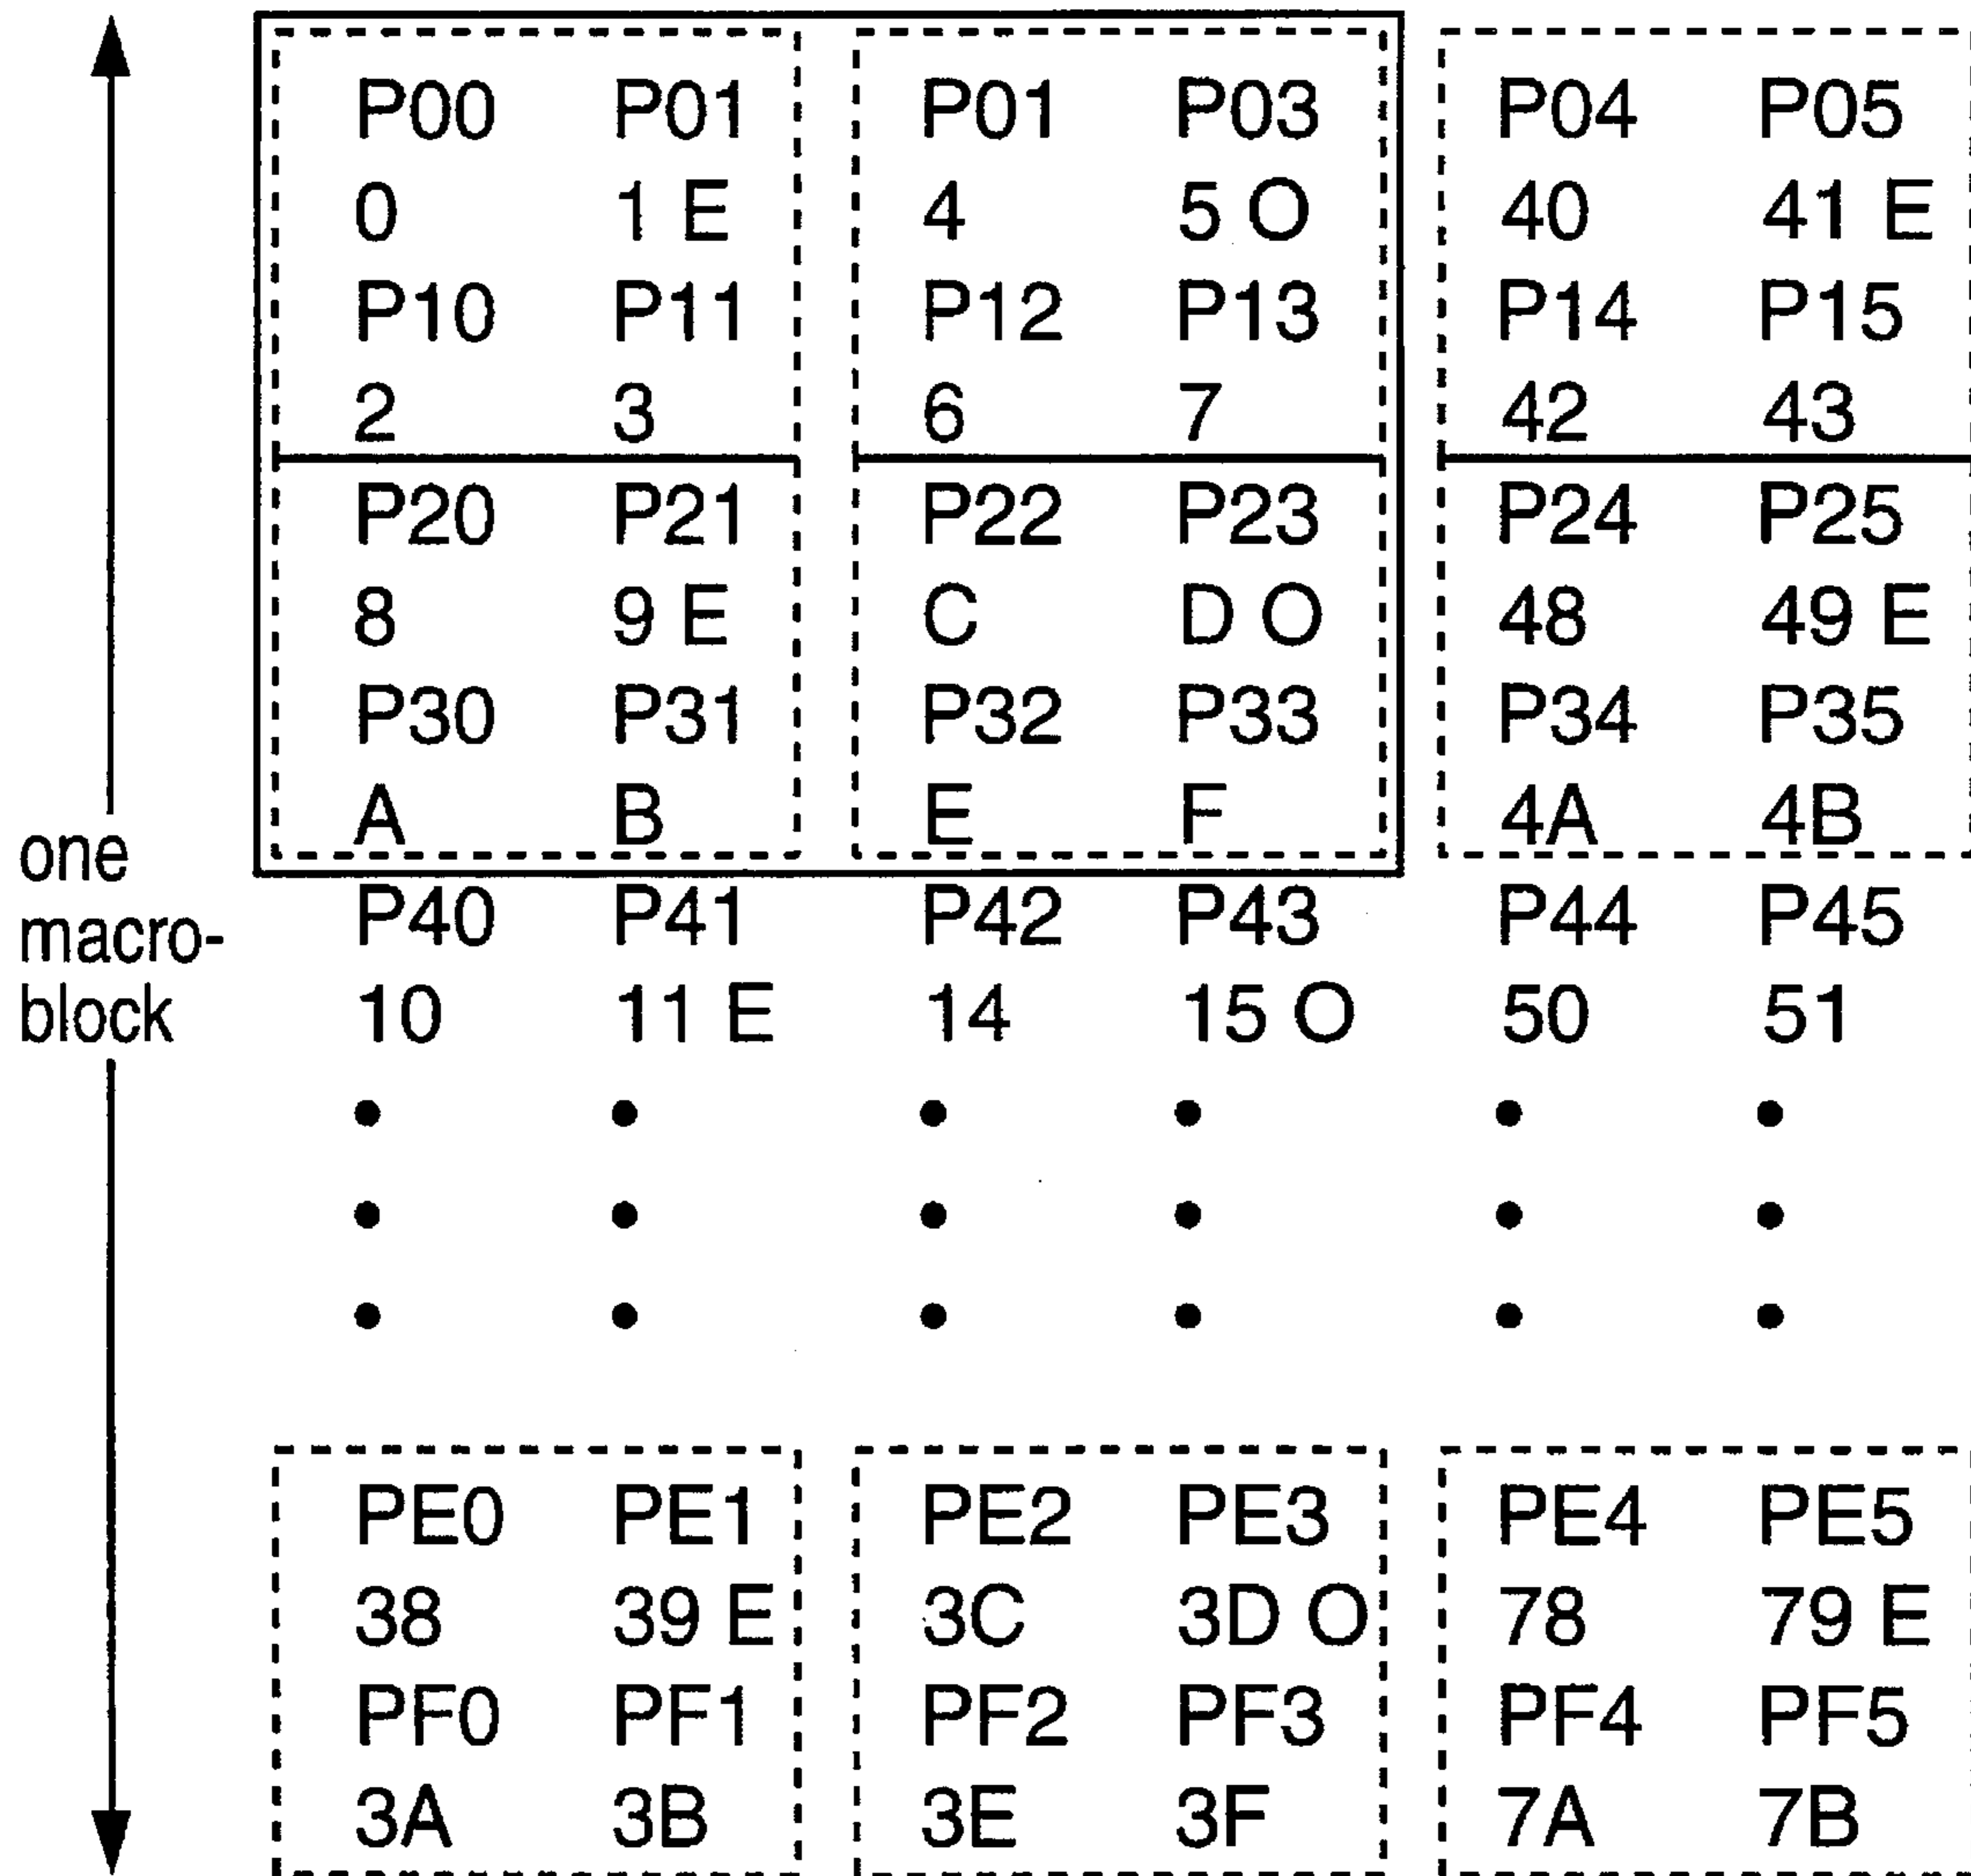 P00 P01 P01 P03 P04 P05
0 1 E 4 5 O 40 41 E
P10 P11 P12 P13 P14 P15
2 3 6 7 42 43
P20 P21 P22 P23 P24 P25
8 9 E C D O 48 49 E
P30 P31 P32 P33 P34 P35
A B E F 4A 4B
one
macro-
block
P40 P41 P42 P43 P44 P45
10 11 E 14 15 O 50 51
PE0 PE1 PE2 PE3 PE4 PE5
38 39 E 3C 3D O 78 79 E
PF0 PF1 PF2 PF3 PF4 PF5
3A 3B 3E 3F 7A 7B